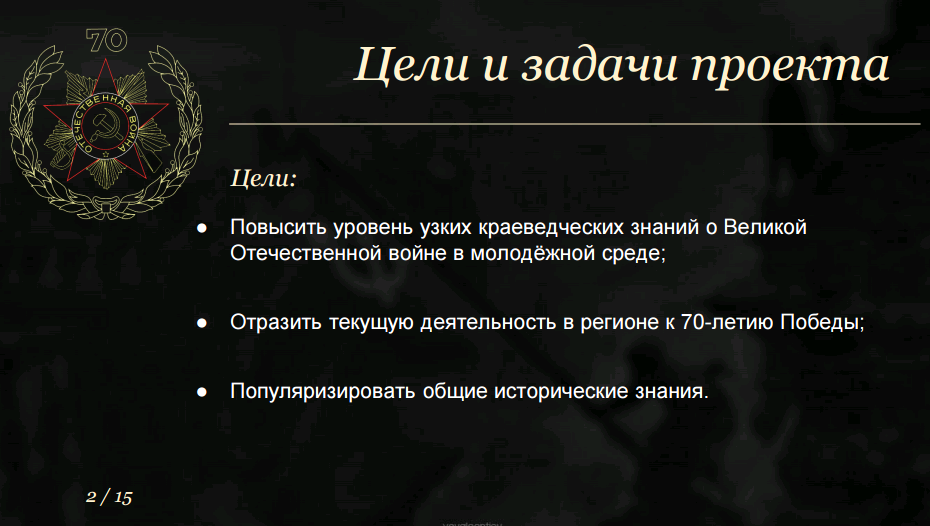 70
ОТЕЧЕСТВЕННАЯ ВОЙНА
Цели и задачи проекта
Цели:
● Повысить уровень узких краеведческих знаний о Великой
Отечественной войне в молодёжной среде;
● Отразить текущую деятельность в регионе к 70-летию Победы;
● Популяризировать общие исторические знания.
2 / 15